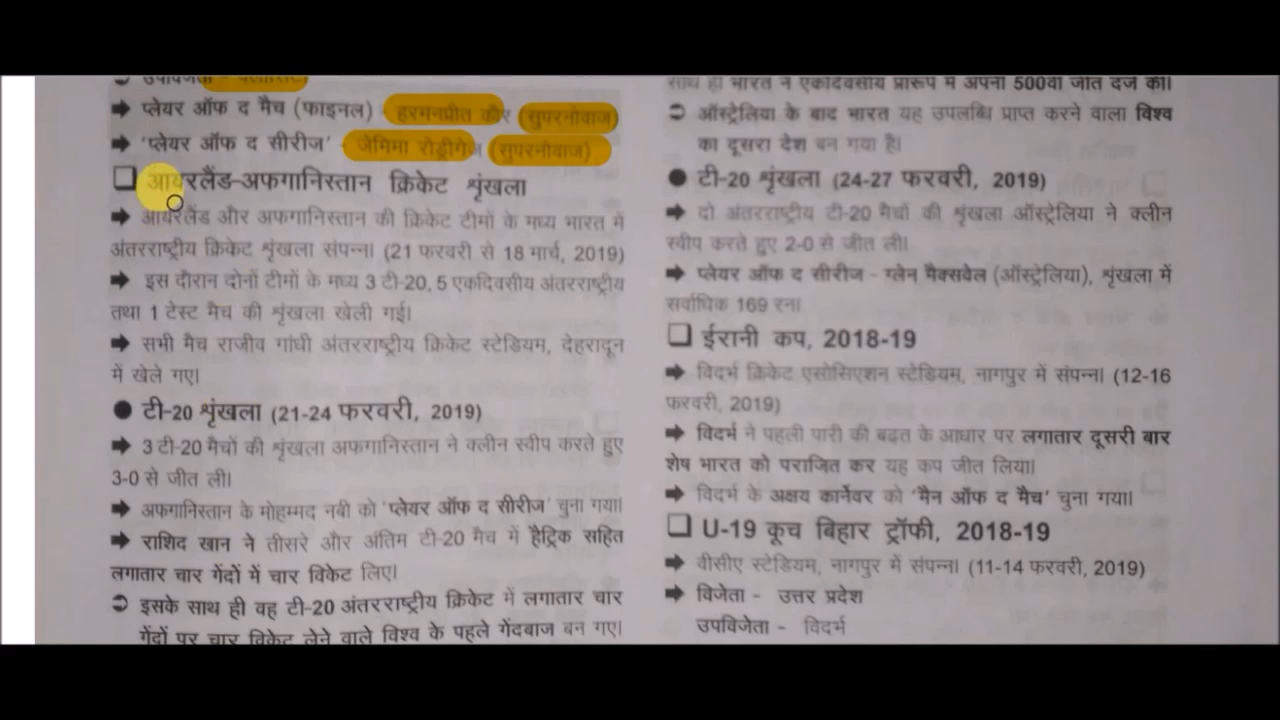 उपविजेता - वेलोसिटी
➡ प्लेयर ऑफ द मैच (फाइनल) - हरमनप्रीत कौर (सुपरनोवाज)
➡ 'प्लेयर ऑफ द सीरीज' - जेमिमा रोड्रीगेज (सुपरनोवाज)
❑ आयरलैंड-अफगानिस्तान क्रिकेट शृंखला
➡ आयरलैंड और अफगानिस्तान की क्रिकेट टीमों के मध्य भारत में
अंतरराष्ट्रीय क्रिकेट शृंखला संपन्न। (21 फरवरी से 18 मार्च, 2019)
➡ इस दौरान दोनों टीमों के मध्य 3 टी-20, 5 एकदिवसीय अंतरराष्ट्रीय
तथा 1 टेस्ट मैच की शृंखला खेली गई।
➡ सभी मैच राजीव गांधी अंतरराष्ट्रीय क्रिकेट स्टेडियम, देहरादून
में खेले गए।
● टी-20 शृंखला (21-24 फरवरी, 2019)
➡ 3 टी-20 मैचों की शृंखला अफगानिस्तान ने क्लीन स्वीप करते हुए
3-0 से जीत ली।
➡ अफगानिस्तान के मोहम्मद नबी को 'प्लेयर ऑफ द सीरीज' चुना गया।
➡ राशिद खान ने तीसरे और अंतिम टी-20 मैच में हैट्रिक सहित
लगातार चार गेंदों में चार विकेट लिए।
➲ इसके साथ ही वह टी-20 अंतरराष्ट्रीय क्रिकेट में लगातार चार
गेंदों पर चार विकेट लेने वाले विश्व के पहले गेंदबाज बन गए।
साथ ही भारत ने एकदिवसीय प्रारूप में अपनी 500वीं जीत दर्ज की।
➲ ऑस्ट्रेलिया के बाद भारत यह उपलब्धि प्राप्त करने वाला विश्व
का दूसरा देश बन गया है।
● टी-20 शृंखला (24-27 फरवरी, 2019)
➡ दो अंतरराष्ट्रीय टी-20 मैचों की शृंखला ऑस्ट्रेलिया ने क्लीन
स्वीप करते हुए 2-0 से जीत ली।
➡ प्लेयर ऑफ द सीरीज - ग्लेन मैक्सवेल (ऑस्ट्रेलिया), शृंखला में
सर्वाधिक 169 रन।
❑ ईरानी कप, 2018-19
➡ विदर्भ क्रिकेट एसोसिएशन स्टेडियम, नागपुर में संपन्न। (12-16
फरवरी, 2019)
➡ विदर्भ ने पहली पारी की बढ़त के आधार पर लगातार दूसरी बार
शेष भारत को पराजित कर यह कप जीत लिया।
➡ विदर्भ के अक्षय कार्नेवर को 'मैन ऑफ द मैच' चुना गया।
❑ U-19 कूच बिहार ट्रॉफी, 2018-19
➡ वीसीए स्टेडियम, नागपुर में संपन्न। (11-14 फरवरी, 2019)
➡ विजेता - उत्तर प्रदेश
उपविजेता - विदर्भ